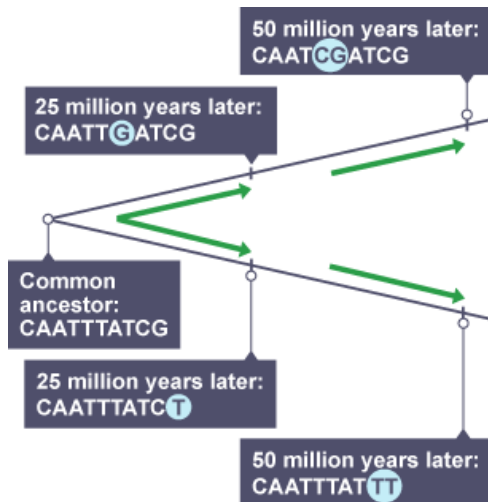 50 million years later:
CAATCGATCG
25 million years later:
CAATTGATCG
Common
ancestor:
CAATTTATCG
25 million years later:
CAATTTATCT
50 million years later:
CAATTTATTT